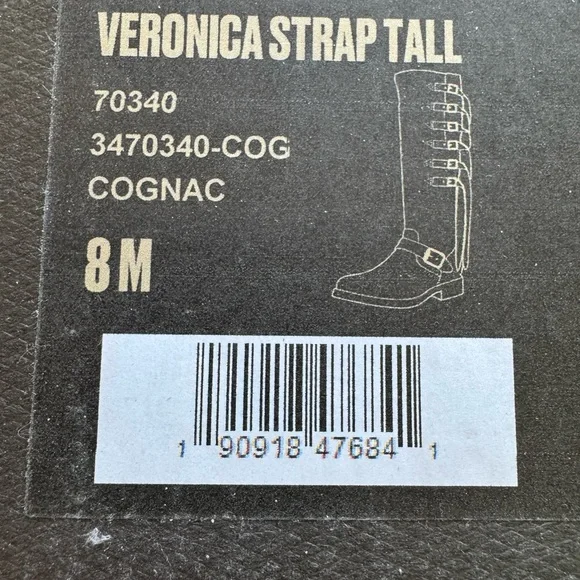 VERONICA STRAP TALL
70340
3470340-COG
COGNAC
8 M
1 90918 47684 1